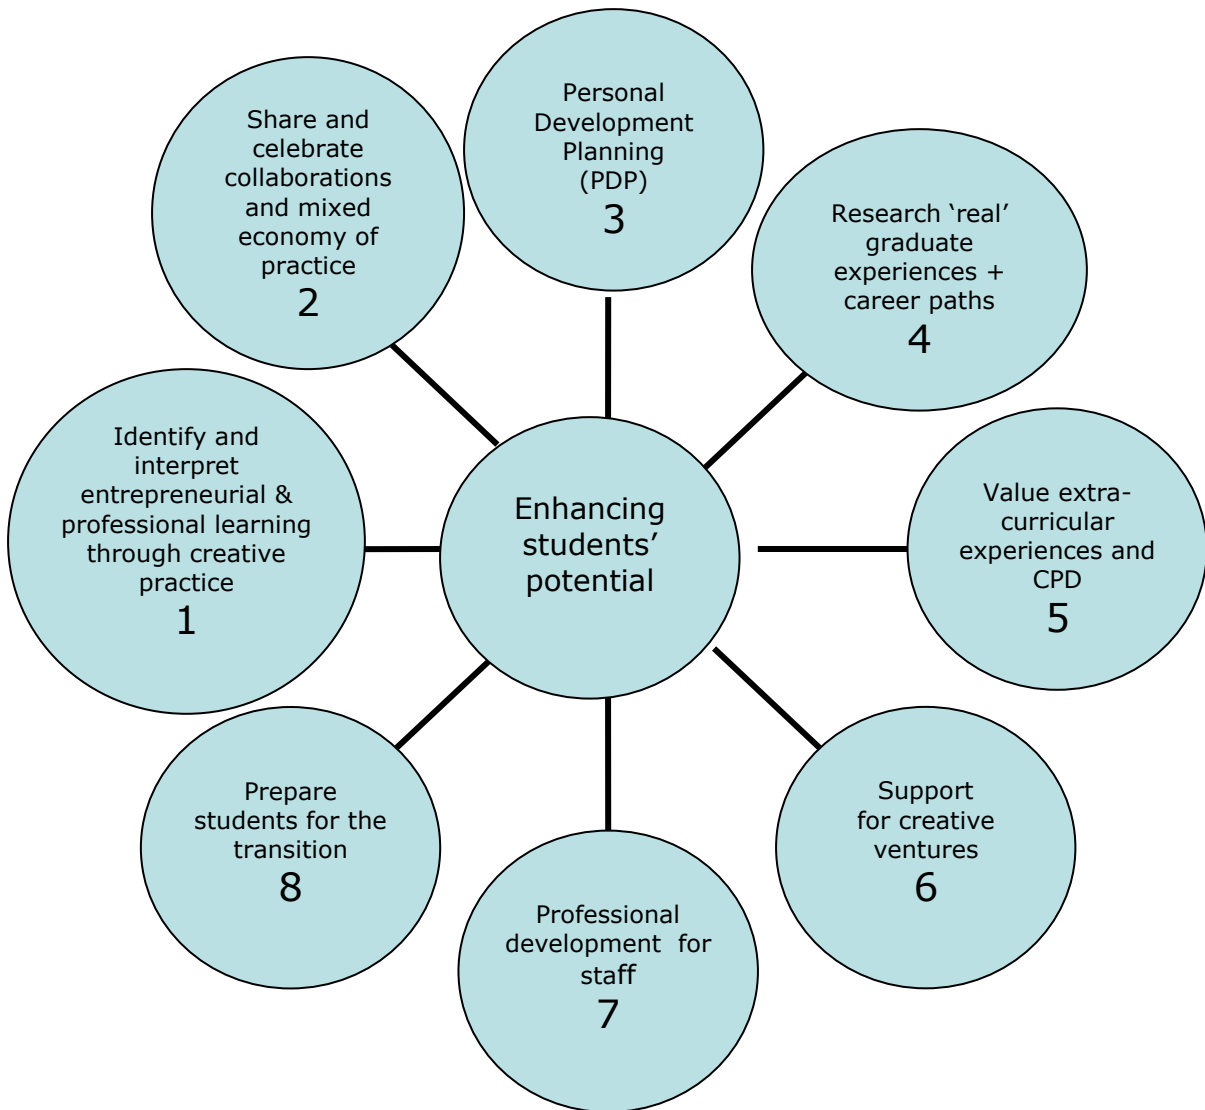 Enhancing
students’
potential
Identify and
interpret
entrepreneurial &
professional learning
through creative
practice
1
Share and
celebrate
collaborations
and mixed
economy of
practice
2
Personal
Development
Planning
(PDP)
3
Research ‘real’
graduate
experiences +
career paths
4
Value extra-
curricular
experiences and
CPD
5
Support
for creative
ventures
6
Professional
development  for
staff
7
Prepare
students for the
transition
8